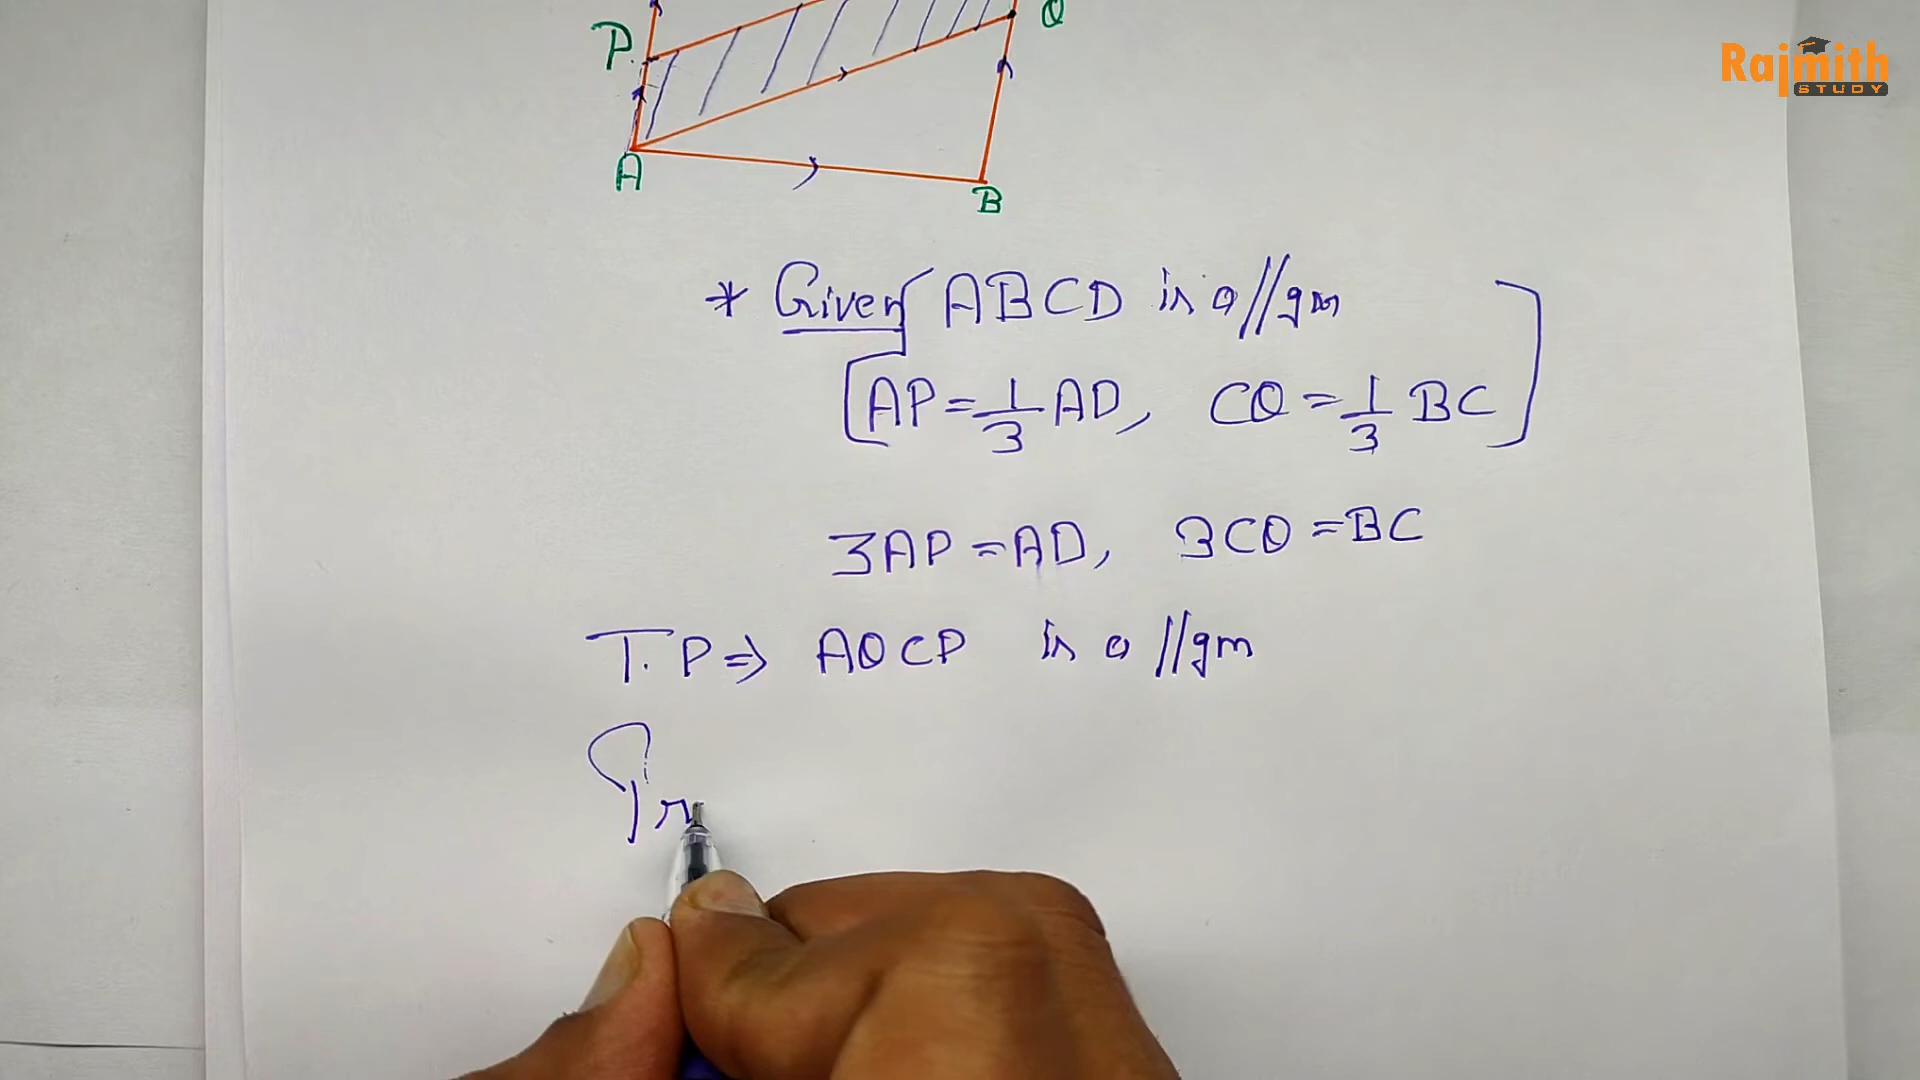 P. Q
A
B
* Given ABCD is a //gm
[AP = 1/3 AD, CQ = 1/3 BC]
3AP = AD, 3CQ = BC
T.P ⇒ AQCP is a //gm
Pr
Rajmith
STUDY